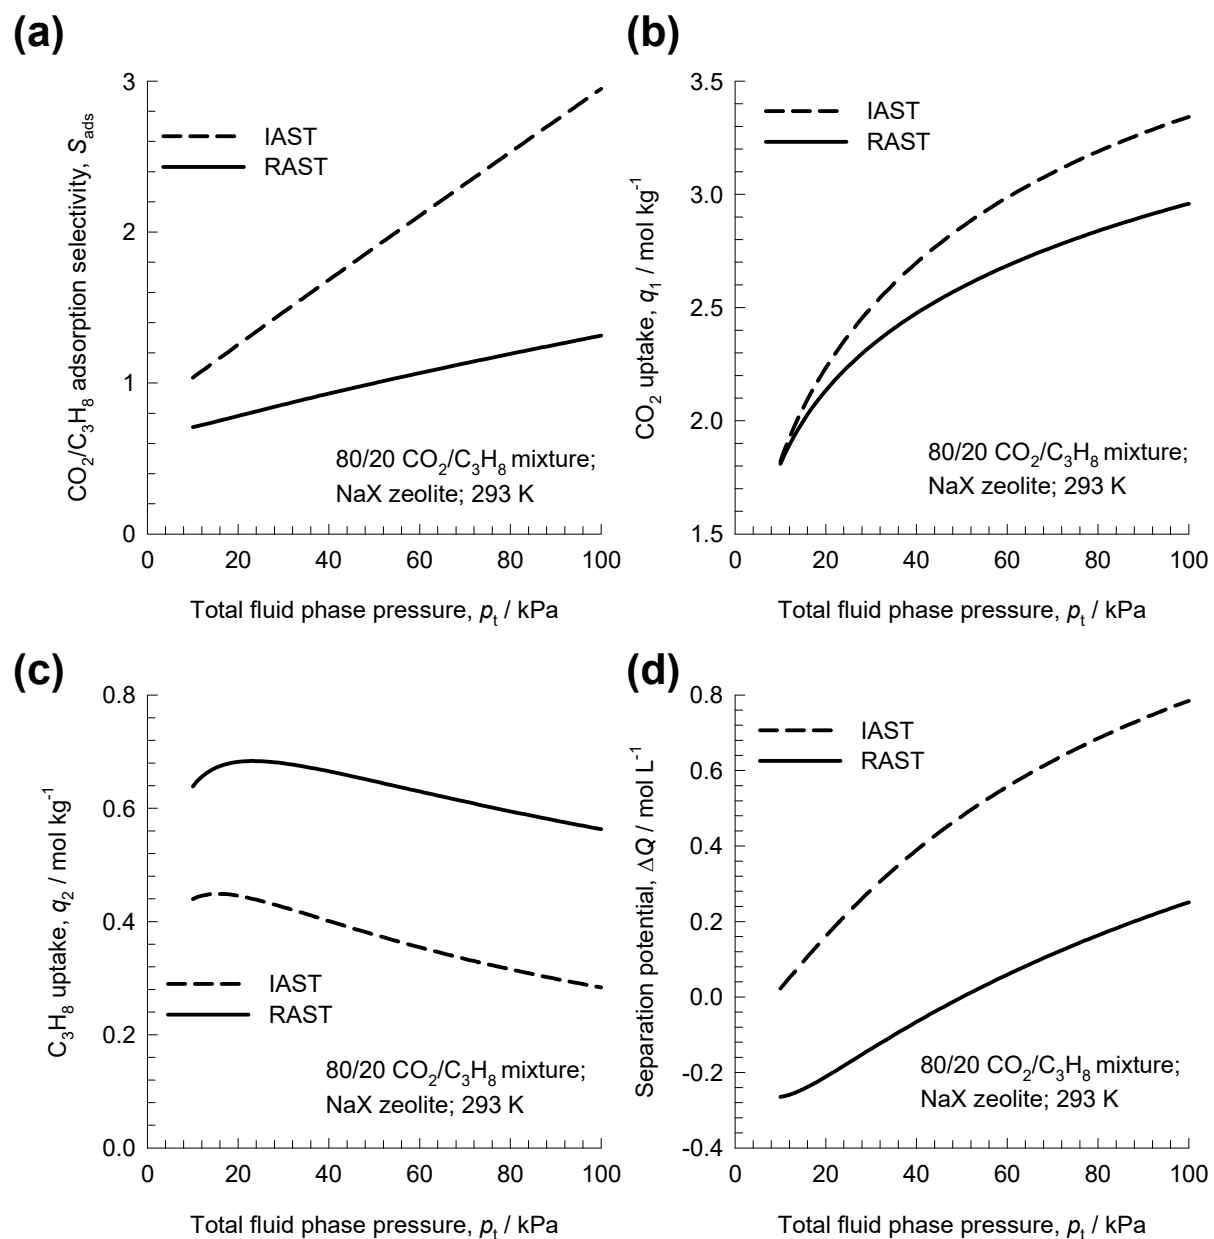 (a)
CO₂/C₃H₈ adsorption selectivity, S_ads
3
2
1
0
IAST
RAST
80/20 CO₂/C₃H₈ mixture;
NaX zeolite; 293 K
0 20 40 60 80 100
Total fluid phase pressure, pₜ / kPa
(b)
CO₂ uptake, q₁ / mol kg⁻¹
3.5
3.0
2.5
2.0
1.5
IAST
RAST
80/20 CO₂/C₃H₈ mixture;
NaX zeolite; 293 K
0 20 40 60 80 100
Total fluid phase pressure, pₜ / kPa
(c)
C₃H₈ uptake, q₂ / mol kg⁻¹
0.8
0.6
0.4
0.2
0.0
IAST
RAST
80/20 CO₂/C₃H₈ mixture;
NaX zeolite; 293 K
0 20 40 60 80 100
Total fluid phase pressure, pₜ / kPa
(d)
Separation potential, ΔQ / mol L⁻¹
0.8
0.6
0.4
0.2
0.0
-0.2
-0.4
IAST
RAST
80/20 CO₂/C₃H₈ mixture;
NaX zeolite; 293 K
0 20 40 60 80 100
Total fluid phase pressure, pₜ / kPa